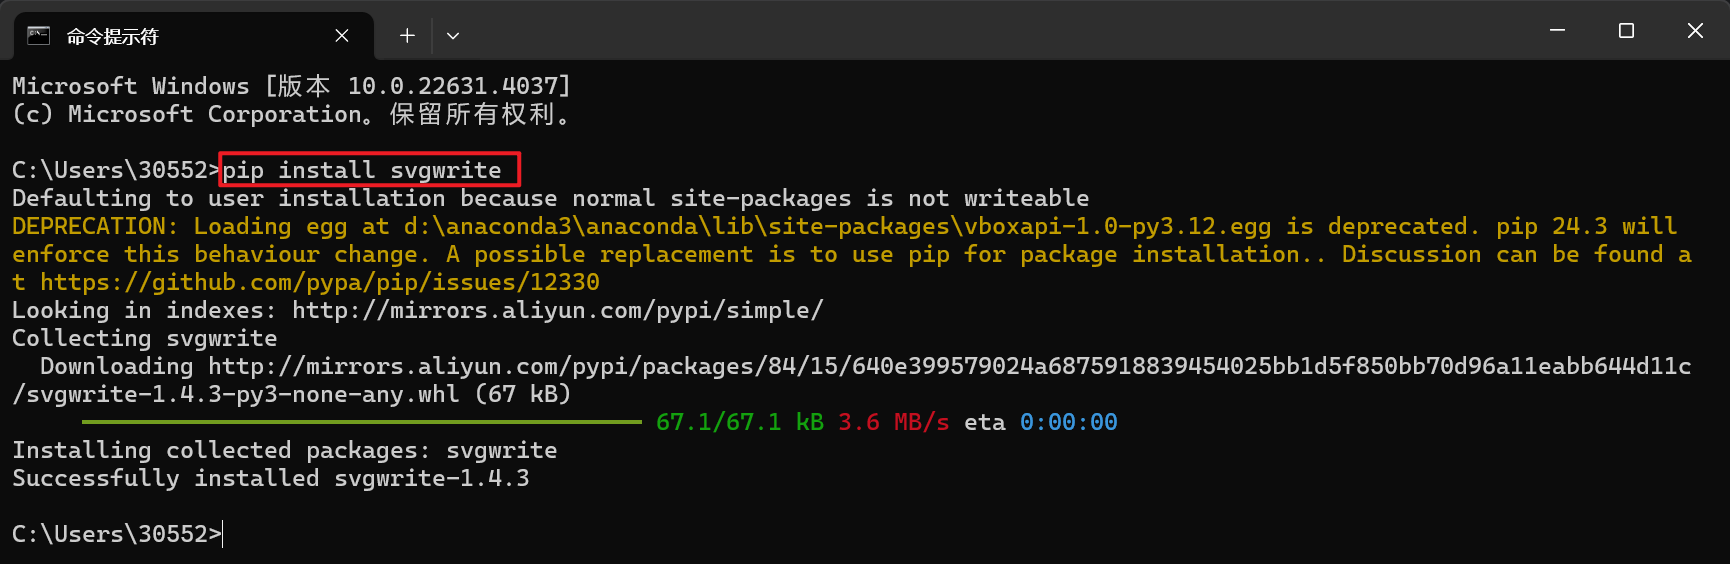 命令提示符
Microsoft Windows [版本 10.0.22631.4037]
(c) Microsoft Corporation。保留所有权利。
C:\Users\30552>pip install svgwrite
Defaulting to user installation because normal site-packages is not writeable
DEPRECATION: Loading egg at d:\anaconda3\anaconda\lib\site-packages\vboxapi-1.0-py3.12.egg is deprecated. pip 24.3 will
enforce this behaviour change. A possible replacement is to use pip for package installation.. Discussion can be found a
t https://github.com/pypa/pip/issues/12330
Looking in indexes: http://mirrors.aliyun.com/pypi/simple/
Collecting svgwrite
  Downloading http://mirrors.aliyun.com/pypi/packages/84/15/640e399579024a6875918839454025bb1d5f850bb70d96a11eabb644d11c
/svgwrite-1.4.3-py3-none-any.whl (67 kB)
67.1/67.1 kB 3.6 MB/s eta 0:00:00
Installing collected packages: svgwrite
Successfully installed svgwrite-1.4.3
C:\Users\30552>